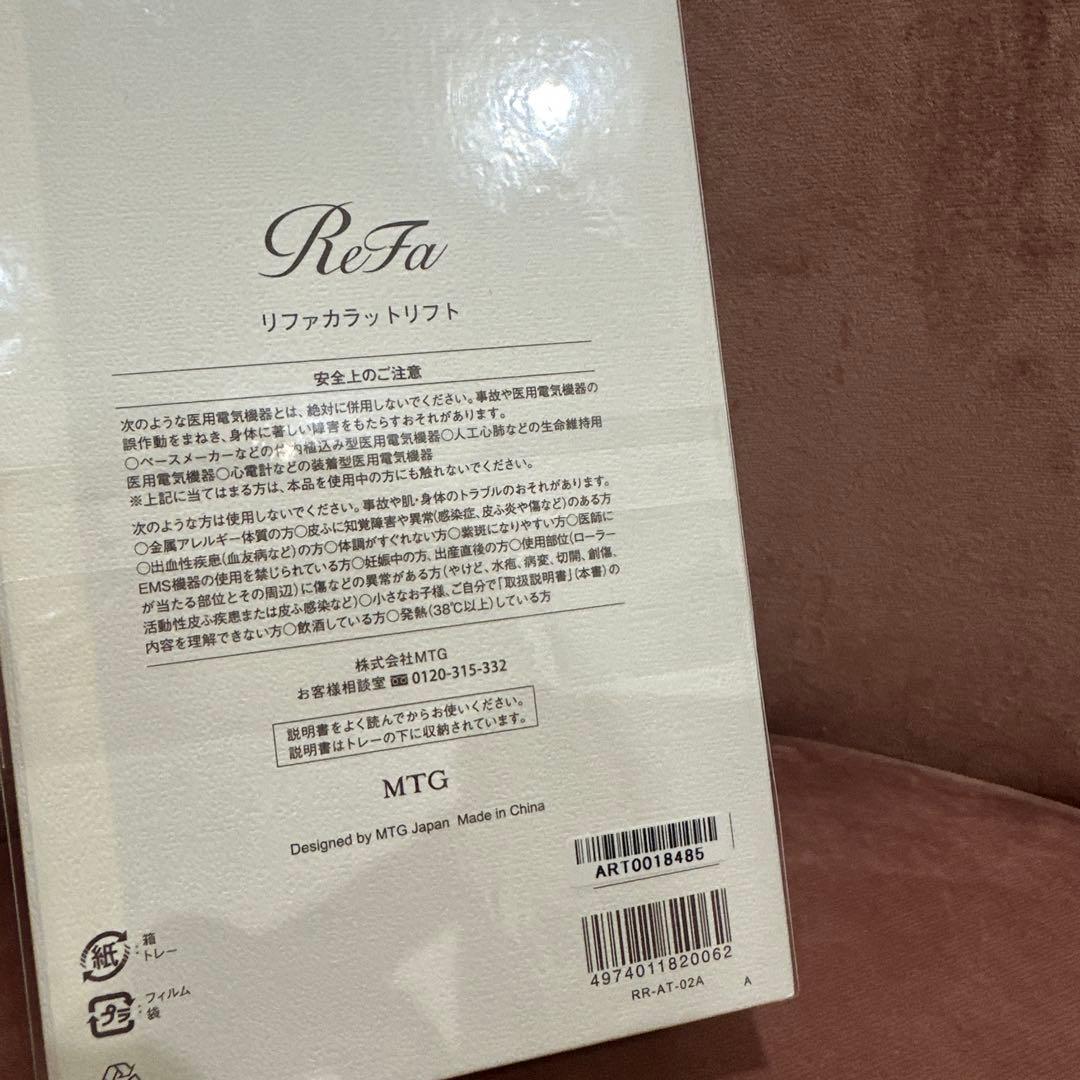 ReFa
リファカラットリフト
安全上のご注意
次のような医用電気機器とは、絶対に併用しないでください。事故や医用電気機器の
誤作動をまねき、身体に著しい障害をもたらすおそれがあります。
○ペースメーカーなどの体内植込み型医用電気機器○人工心肺などの生命維持用
医用電気機器○心電計などの装着型医用電気機器
※上記に当てはまる方は、本品を使用中の方にも触れないでください。
次のような方は使用しないでください。事故や肌・身体のトラブルのおそれがあります。
○金属アレルギー体質の方○皮ふに知覚障害や異常(感染症、皮ふ炎や傷など)のある方
○出血性疾患(血友病など)の方○体調がすぐれない方○紫斑になりやすい方○医師に
EMS機器の使用を禁じられている方○妊娠中の方、出産直後の方○使用部位(ローラー
が当たる部位とその周辺)に傷などの異常がある方(やけど、水疱、病変、切開、創傷、
活動性皮ふ疾患または皮ふ感染など)○小さなお子様、ご自分で「取扱説明書」(本書)の
内容を理解できない方○飲酒している方○発熱(38℃以上)している方
株式会社MTG
お客様相談室 0120-315-332
説明書をよく読んでからお使いください。
説明書はトレーの下に収納されています。
MTG
Designed by MTG Japan Made in China
ART0018485
4974011820062
RR-AT-02A A
紙:箱
トレー
プラ:フィルム
袋